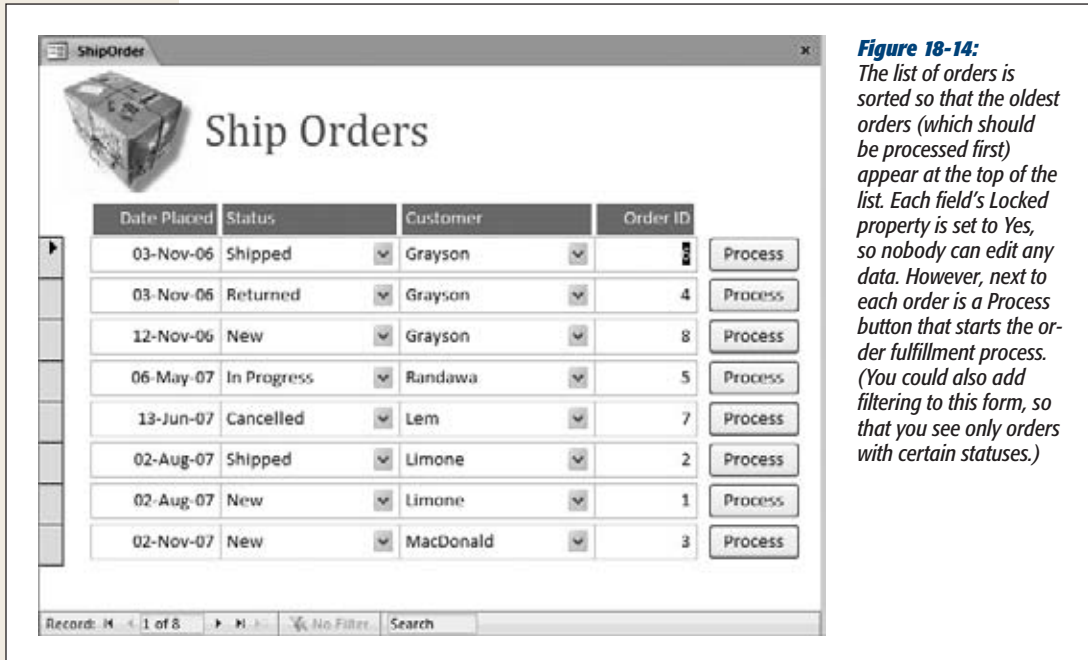 ShipOrder
Ship Orders
Date Placed Status Customer Order ID
03-Nov-06 Shipped Grayson 6 Process
03-Nov-06 Returned Grayson 4 Process
12-Nov-06 New Grayson 8 Process
06-May-07 In Progress Randawa 5 Process
13-Jun-07 Cancelled Lem 7 Process
02-Aug-07 Shipped Limone 2 Process
02-Aug-07 New Limone 1 Process
02-Nov-07 New MacDonald 3 Process
Record: 1 of 8 No Filter Search
Figure 18-14:
The list of orders is
sorted so that the oldest
orders (which should
be processed first)
appear at the top of the
list. Each field's Locked
property is set to Yes,
so nobody can edit any
data. However, next to
each order is a Process
button that starts the or-
der fulfillment process.
(You could also add
filtering to this form, so
that you see only orders
with certain statuses.)